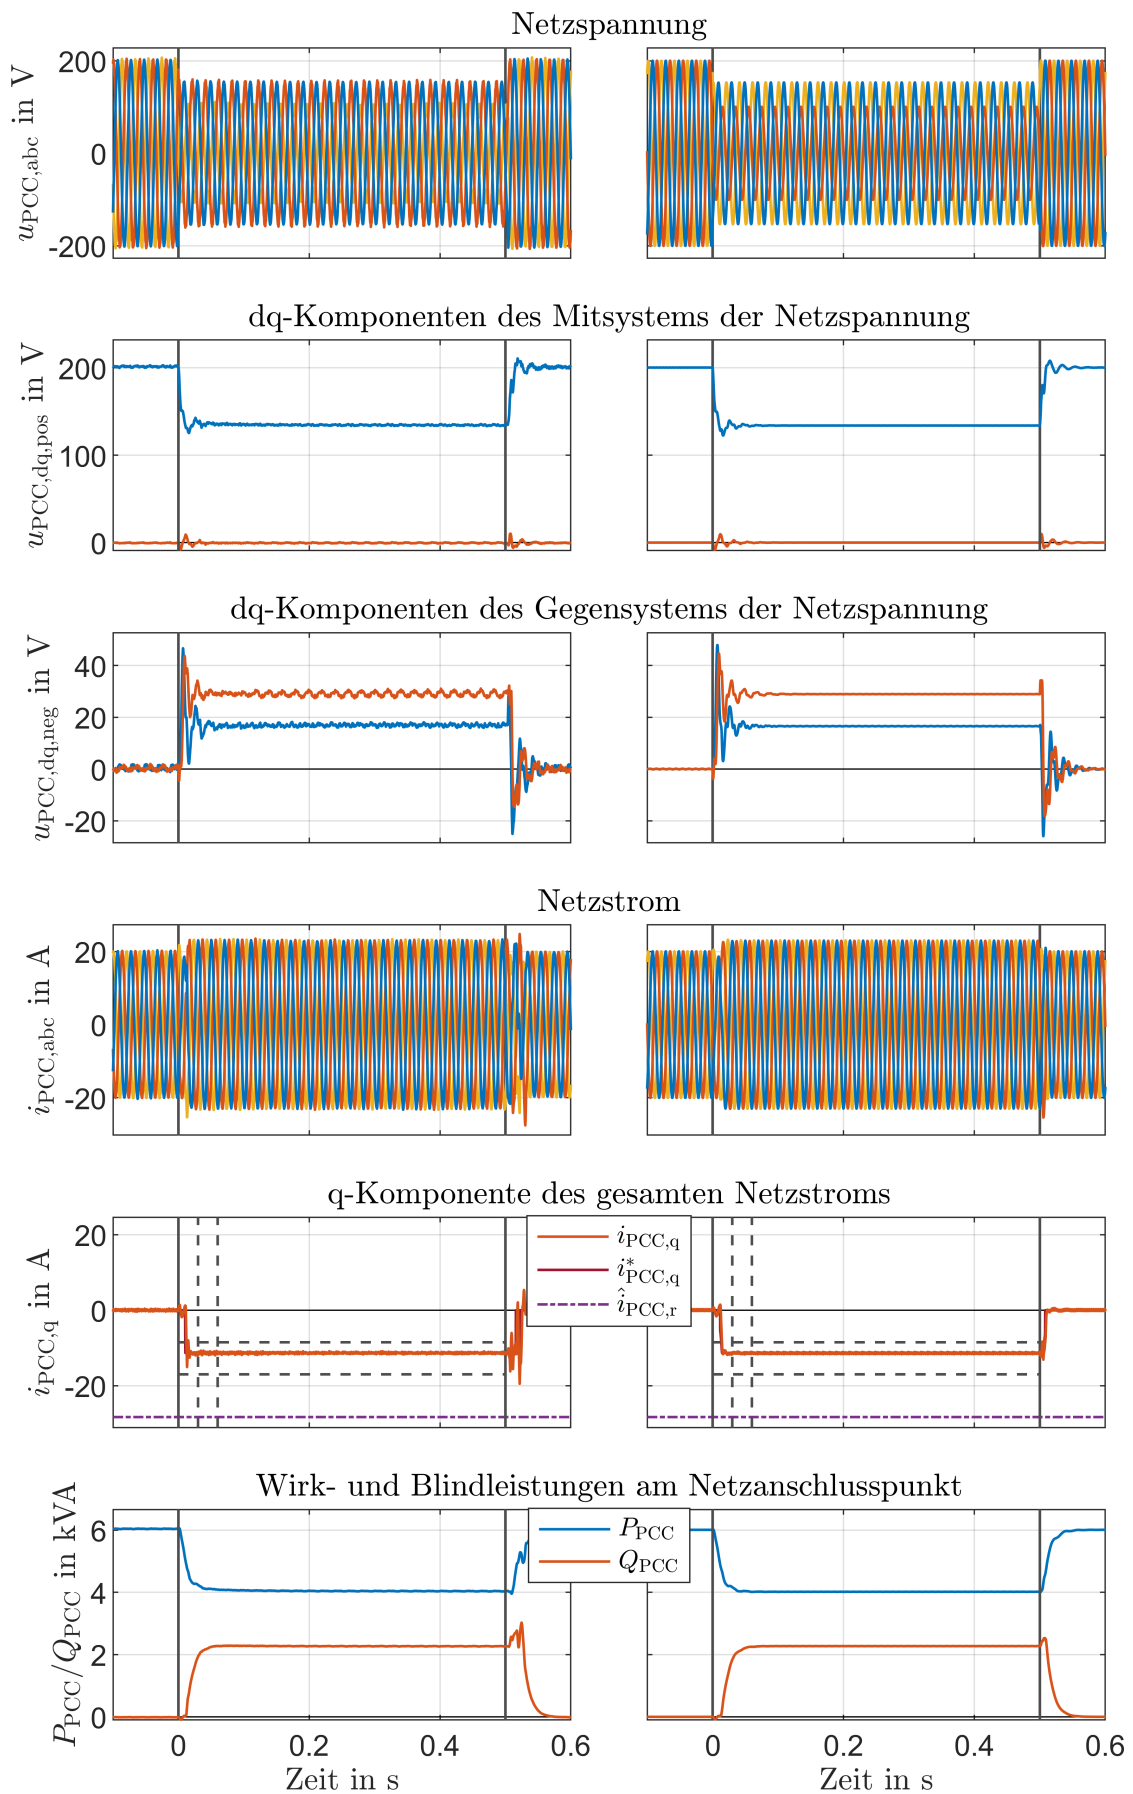 Netzspannung
u_PCC,abc in V
200
0
-200
dq-Komponenten des Mitsystems der Netzspannung
u_PCC,dq,pos in V
200
100
0
dq-Komponenten des Gegensystems der Netzspannung
u_PCC,dq,neg in V
40
20
0
-20
Netzstrom
i_PCC,abc in A
20
0
-20
q-Komponente des gesamten Netzstroms
i_PCC,q in A
20
0
-20
i_PCC,q
i*_PCC,q
î_PCC,r
Wirk- und Blindleistungen am Netzanschlusspunkt
P_PCC/Q_PCC in kVA
6
4
2
0
P_PCC
Q_PCC
0 0.2 0.4 0.6 0 0.2 0.4 0.6
Zeit in s Zeit in s